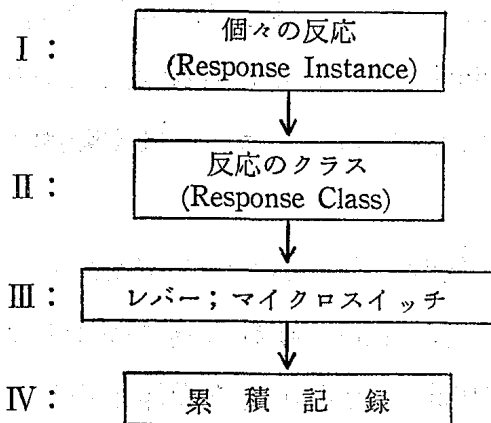 I:
個々の反応
(Response Instance)
II:
反応のクラス
(Response Class)
III:
レバー;マイクロスイッチ
IV:
累積記録